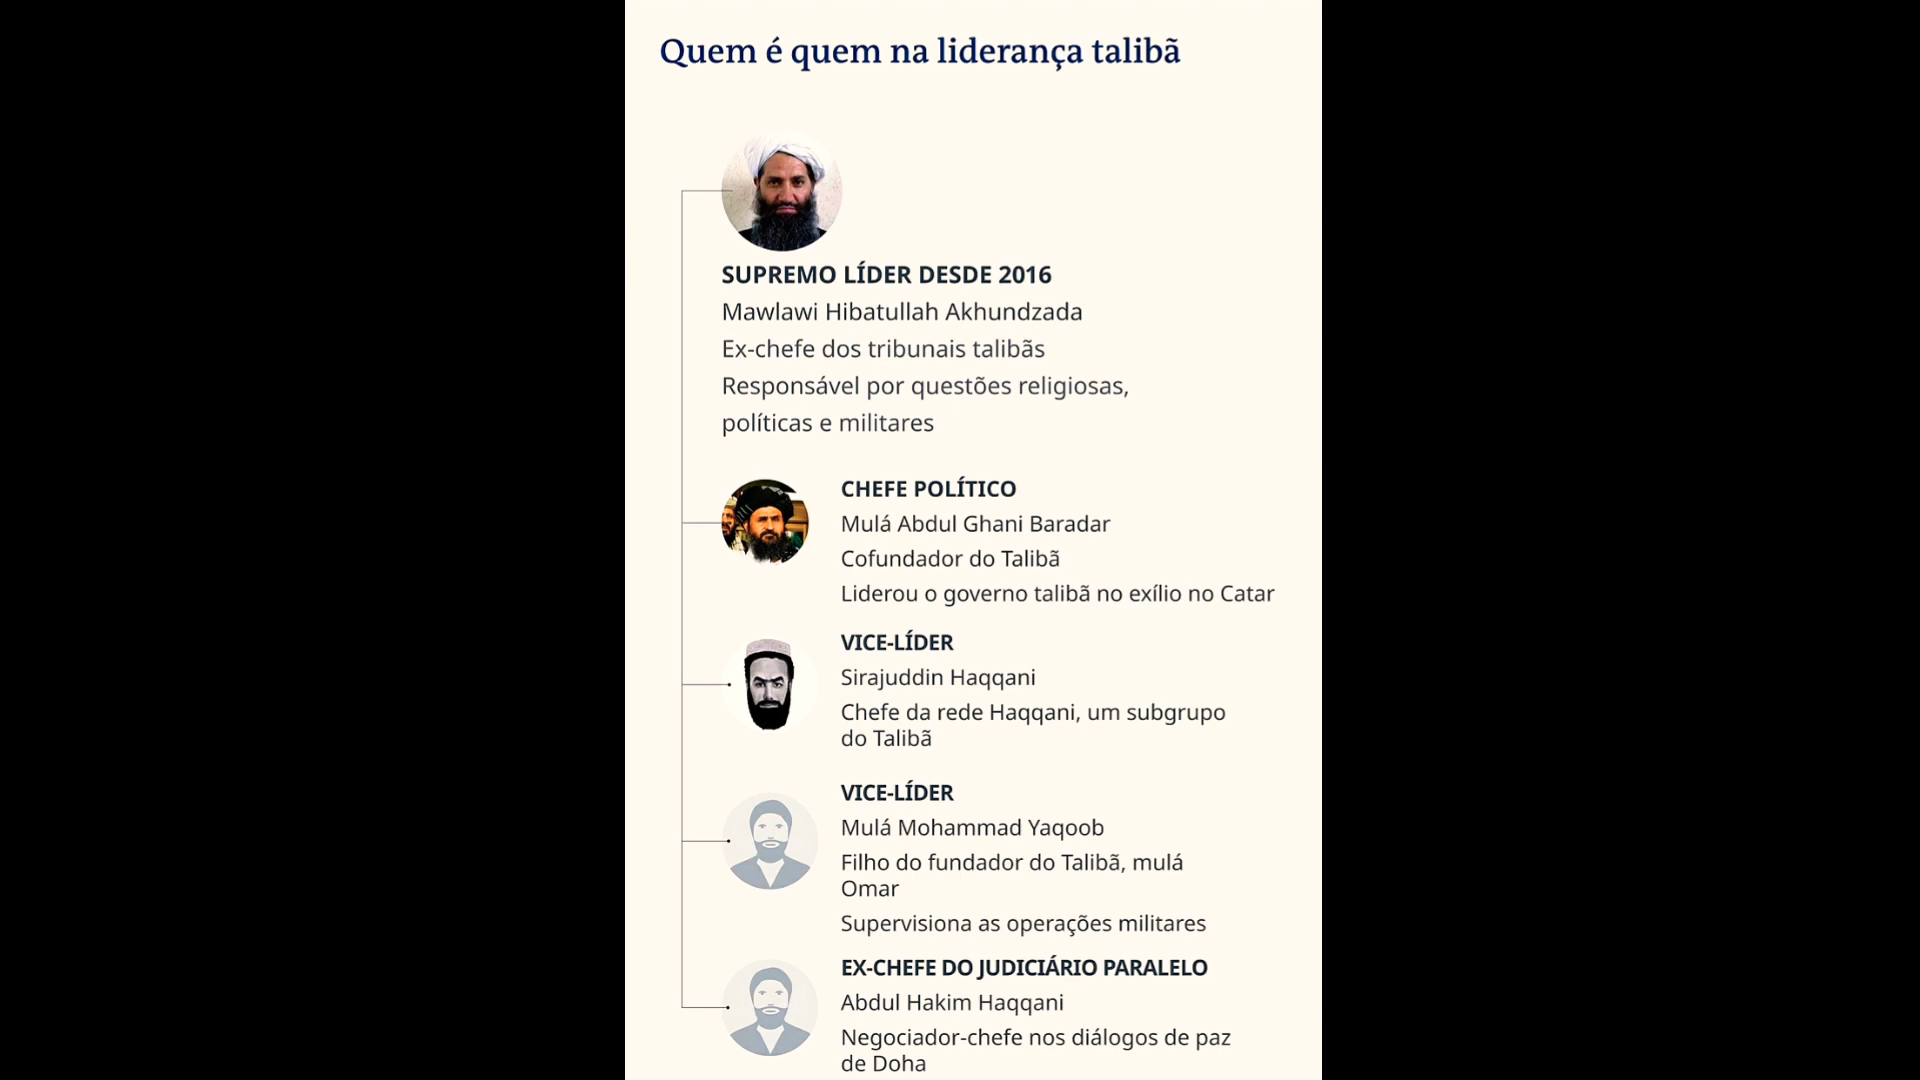 Quem é quem na liderança talibã
SUPREMO LÍDER DESDE 2016
Mawlawi Hibatullah Akhundzada
Ex-chefe dos tribunais talibãs
Responsável por questões religiosas,
políticas e militares
CHEFE POLÍTICO
Mulá Abdul Ghani Baradar
Cofundador do Talibã
Liderou o governo talibã no exílio no Catar
VICE-LÍDER
Sirajuddin Haqqani
Chefe da rede Haqqani, um subgrupo
do Talibã
VICE-LÍDER
Mulá Mohammad Yaqoob
Filho do fundador do Talibã, mulá
Omar
Supervisiona as operações militares
EX-CHEFE DO JUDICIÁRIO PARALELO
Abdul Hakim Haqqani
Negociador-chefe nos diálogos de paz
de Doha